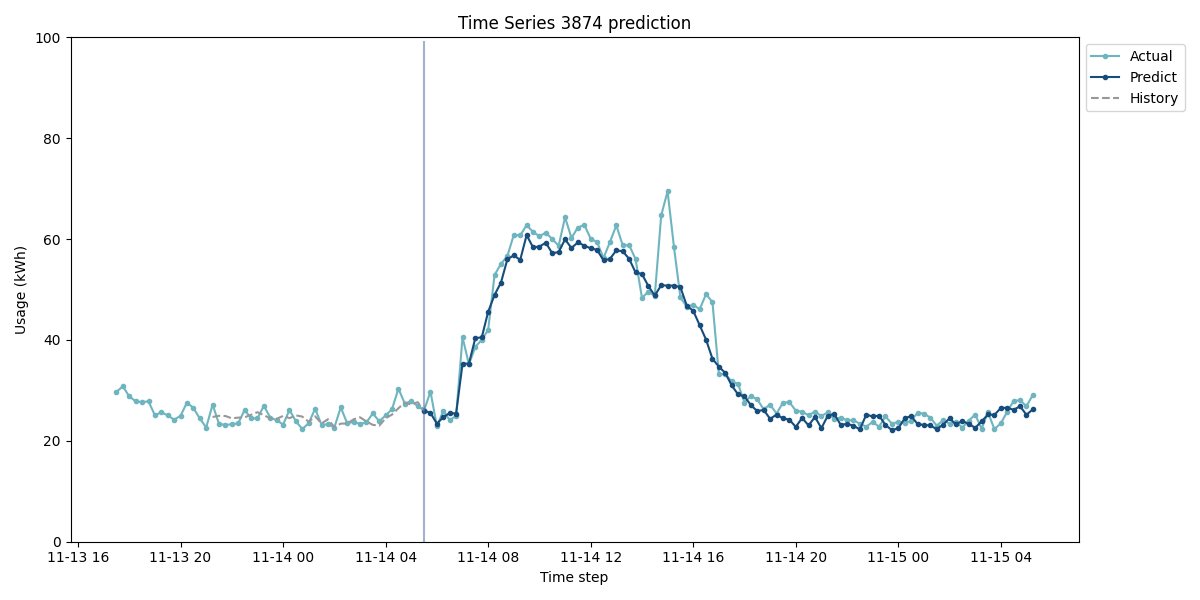 Time Series 3874 prediction
100
80
60
40
20
0
Usage (kWh)
11-13 16
11-13 20
11-14 00
11-14 04
11-14 08
11-14 12
11-14 16
11-14 20
11-15 00
11-15 04
Time step
Actual
Predict
History